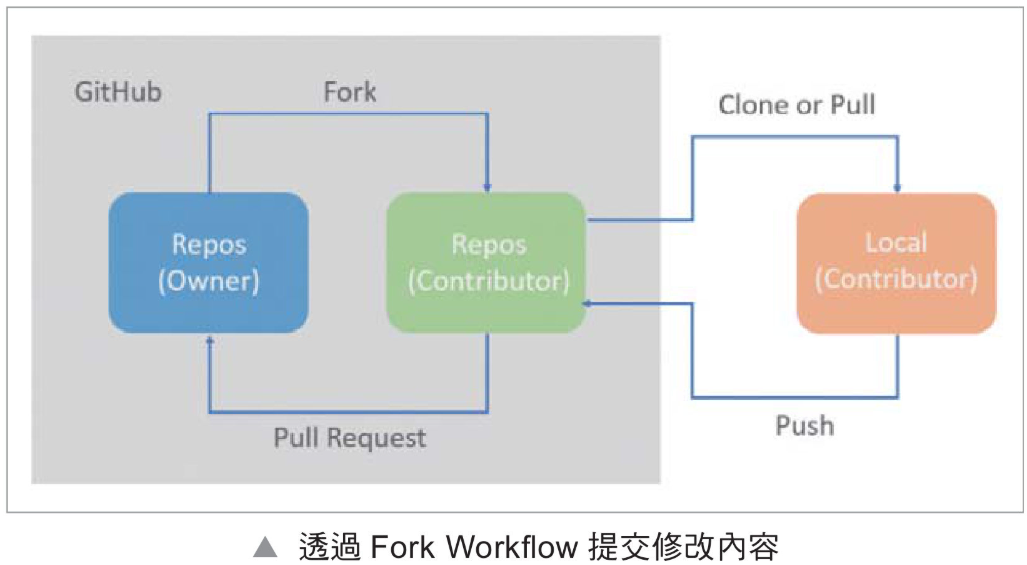 GitHub
Fork
Clone or Pull
Repos
(Owner)
Repos
(Contributor)
Local
(Contributor)
Pull Request
Push
▲ 透過 Fork Workflow 提交修改內容